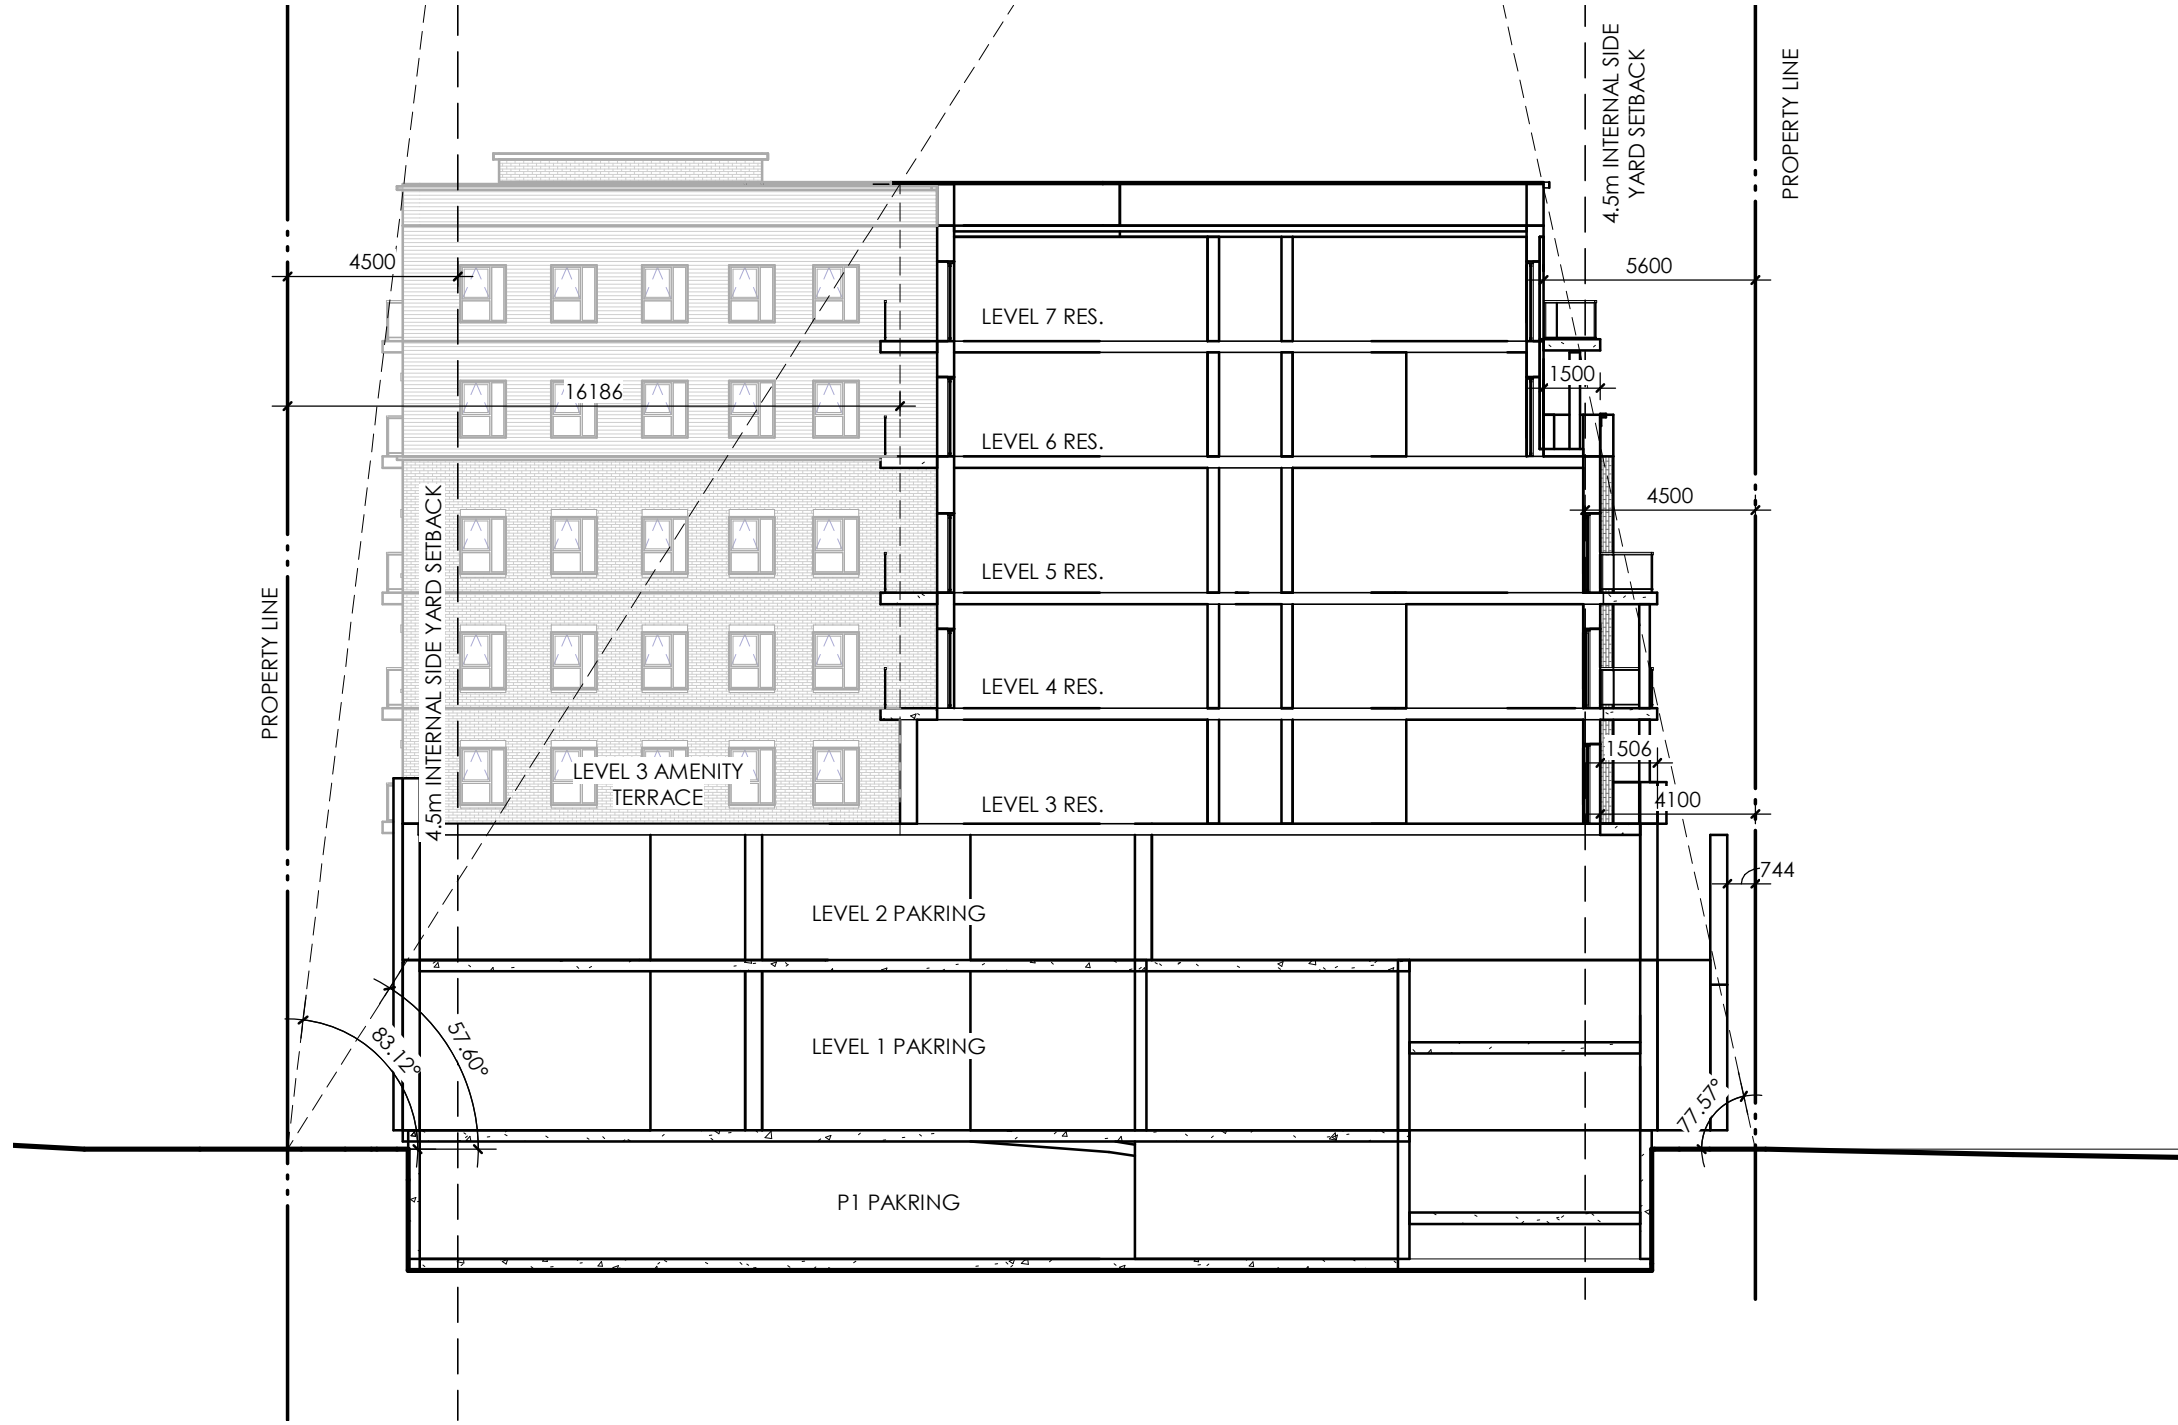 4.5m INTERNAL SIDE
YARD SETBACK
PROPERTY LINE
4500
5600
LEVEL 7 RES.
1500
16186
LEVEL 6 RES.
4500
4.5m INTERNAL SIDE YARD SETBACK
LEVEL 5 RES.
PROPERTY LINE
LEVEL 4 RES.
1506
LEVEL 3 AMENITY
TERRACE
LEVEL 3 RES.
4100
744
LEVEL 2 PAKRING
83.12°
57.60°
LEVEL 1 PAKRING
77.57°
P1 PAKRING